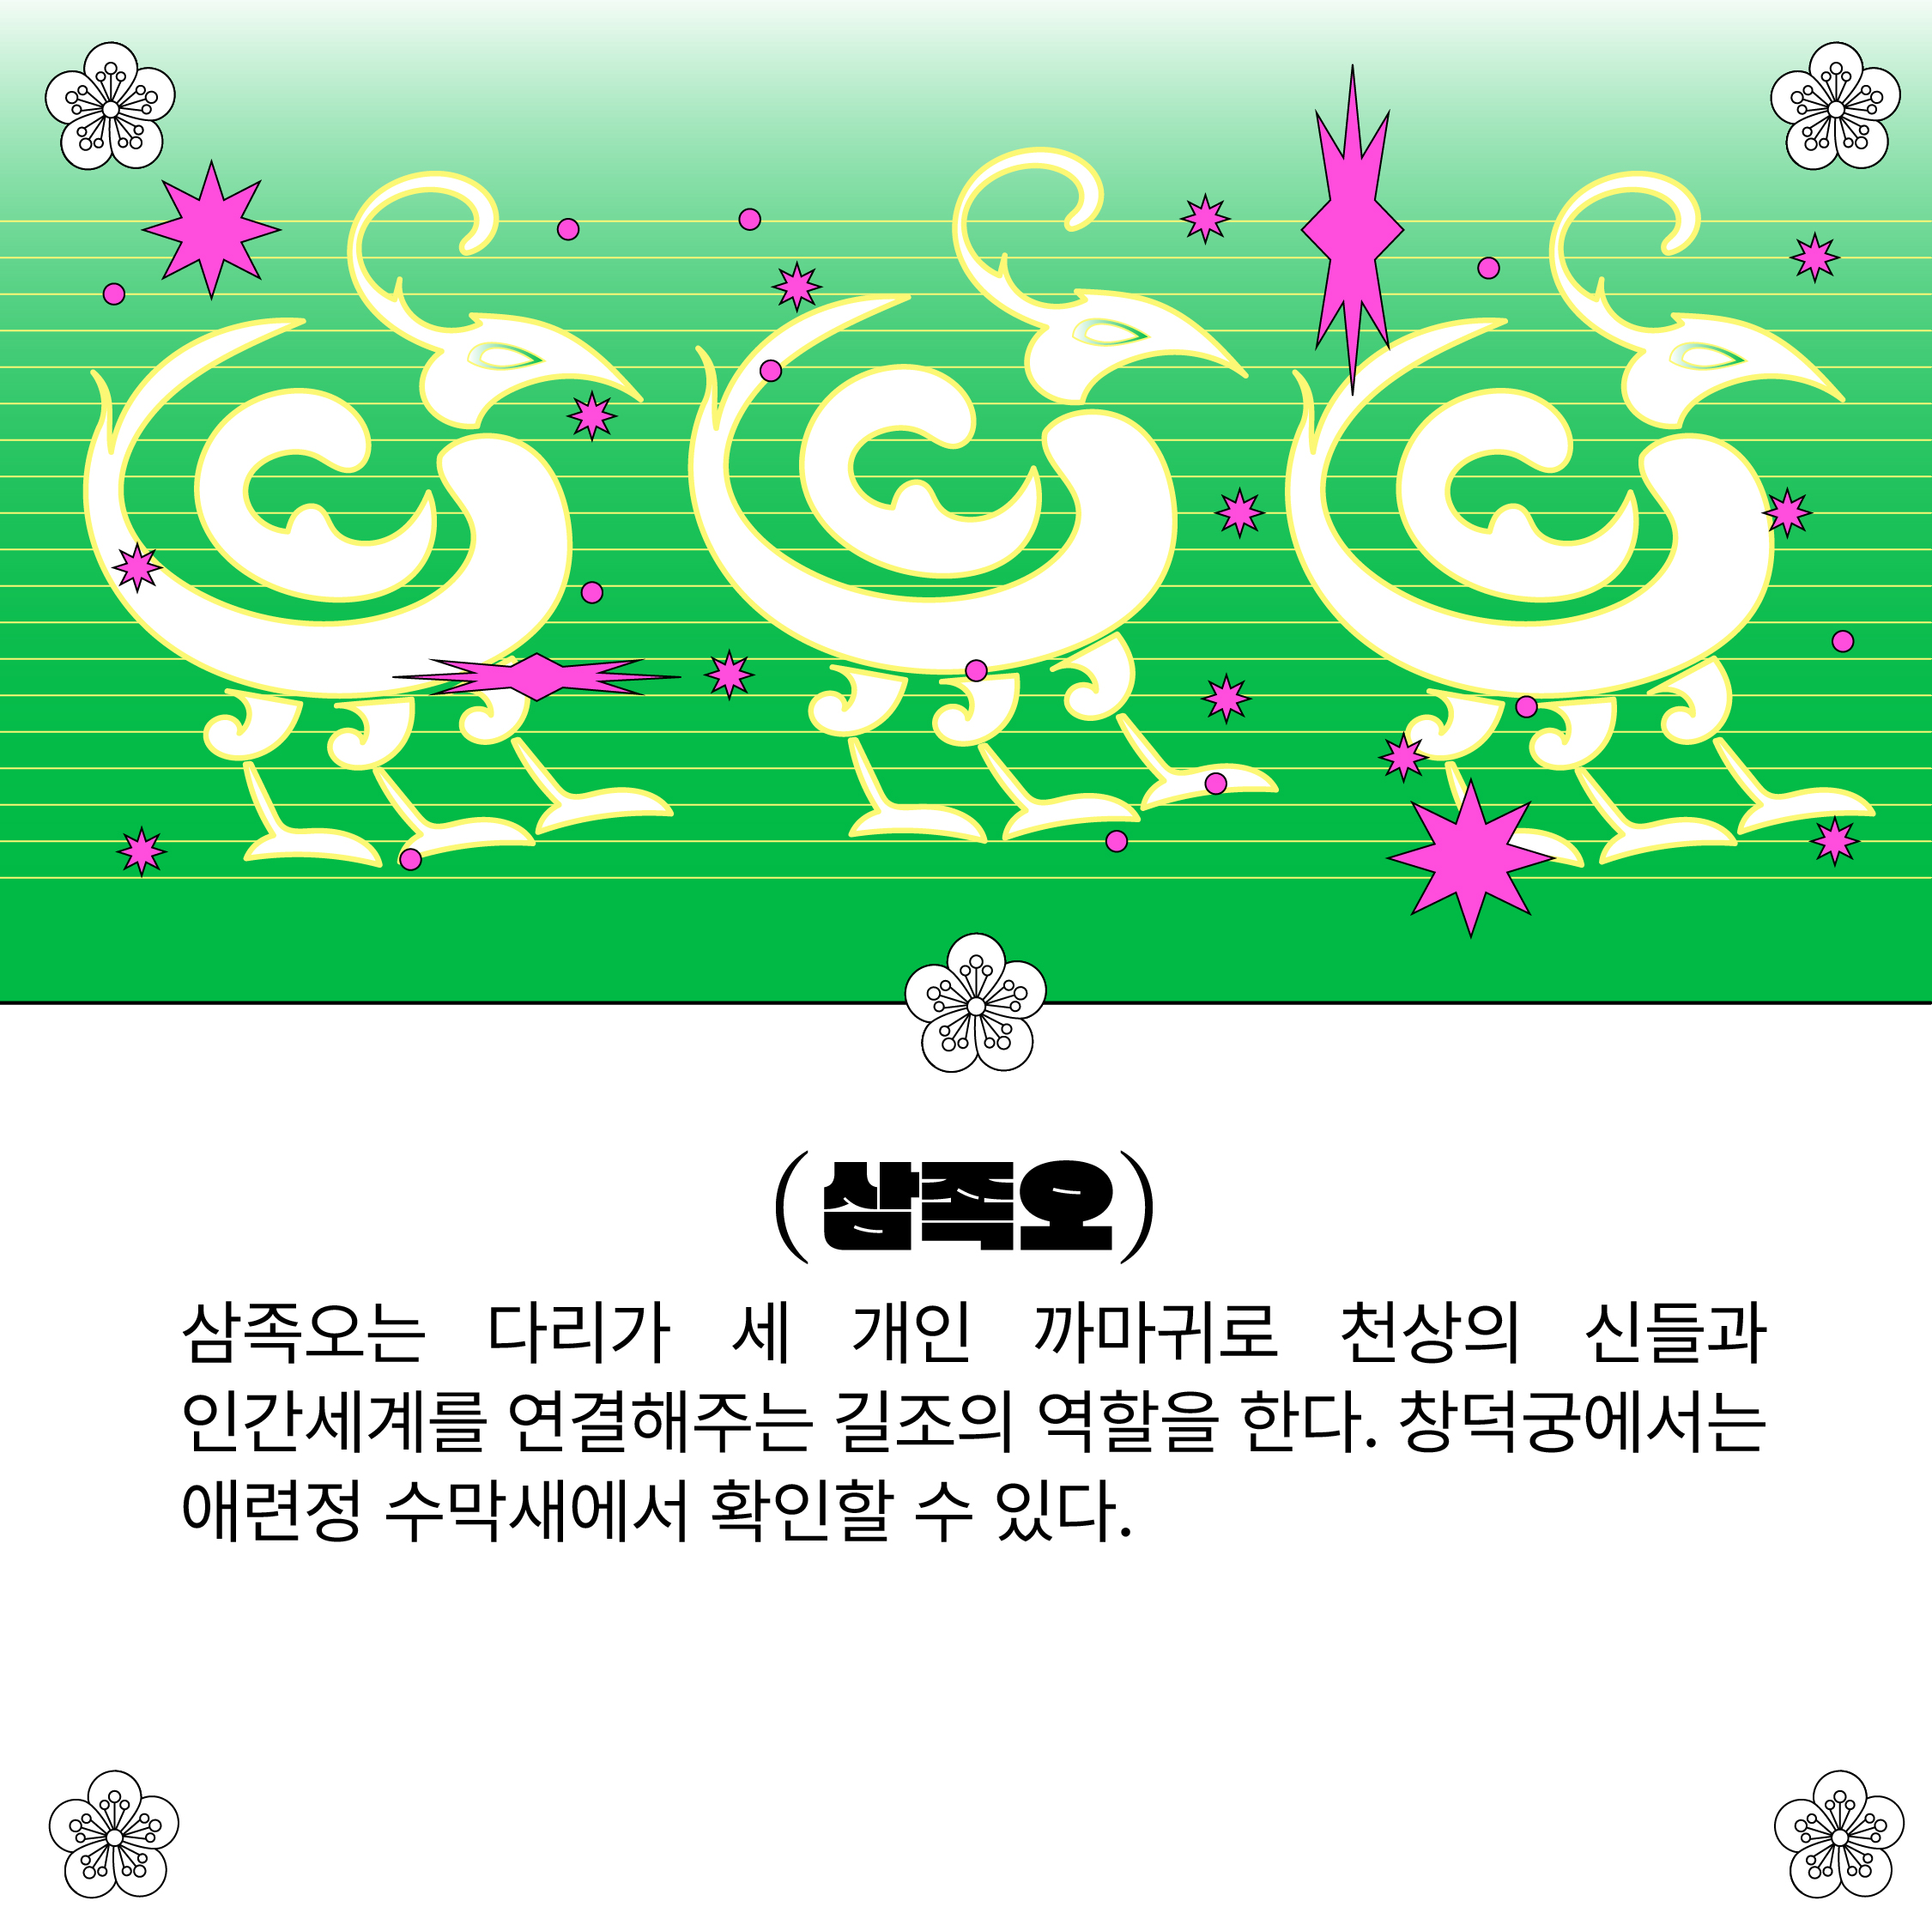 (삼족오)
삼족오는 다리가 세 개인 까마귀로 천상의 신들과
인간세계를 연결해주는 길조의 역할을 한다. 창덕궁에서는
애련정 수막새에서 확인할 수 있다.